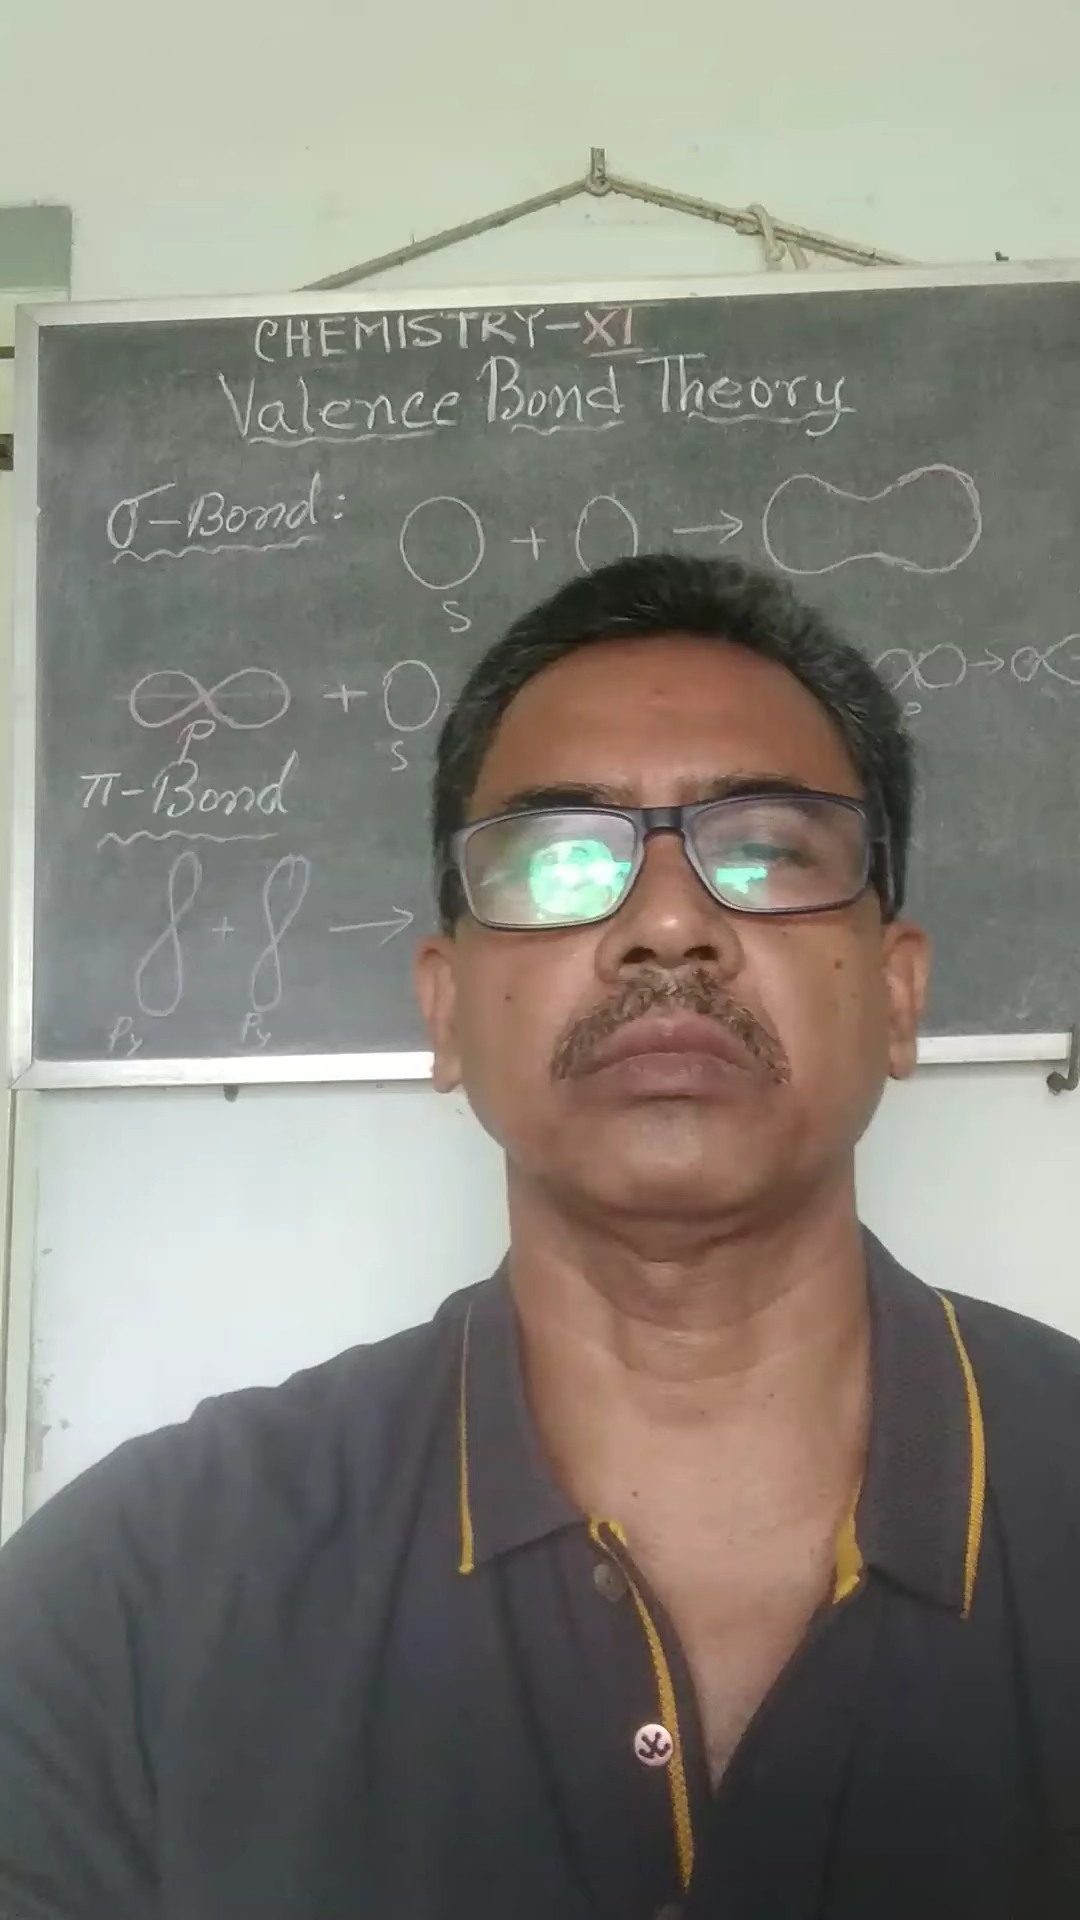 CHEMISTRY-XI
Valence Bond Theory
σ-Bond:
+ →
S
+ →
P S P
π-Bond
+ →
Py Py